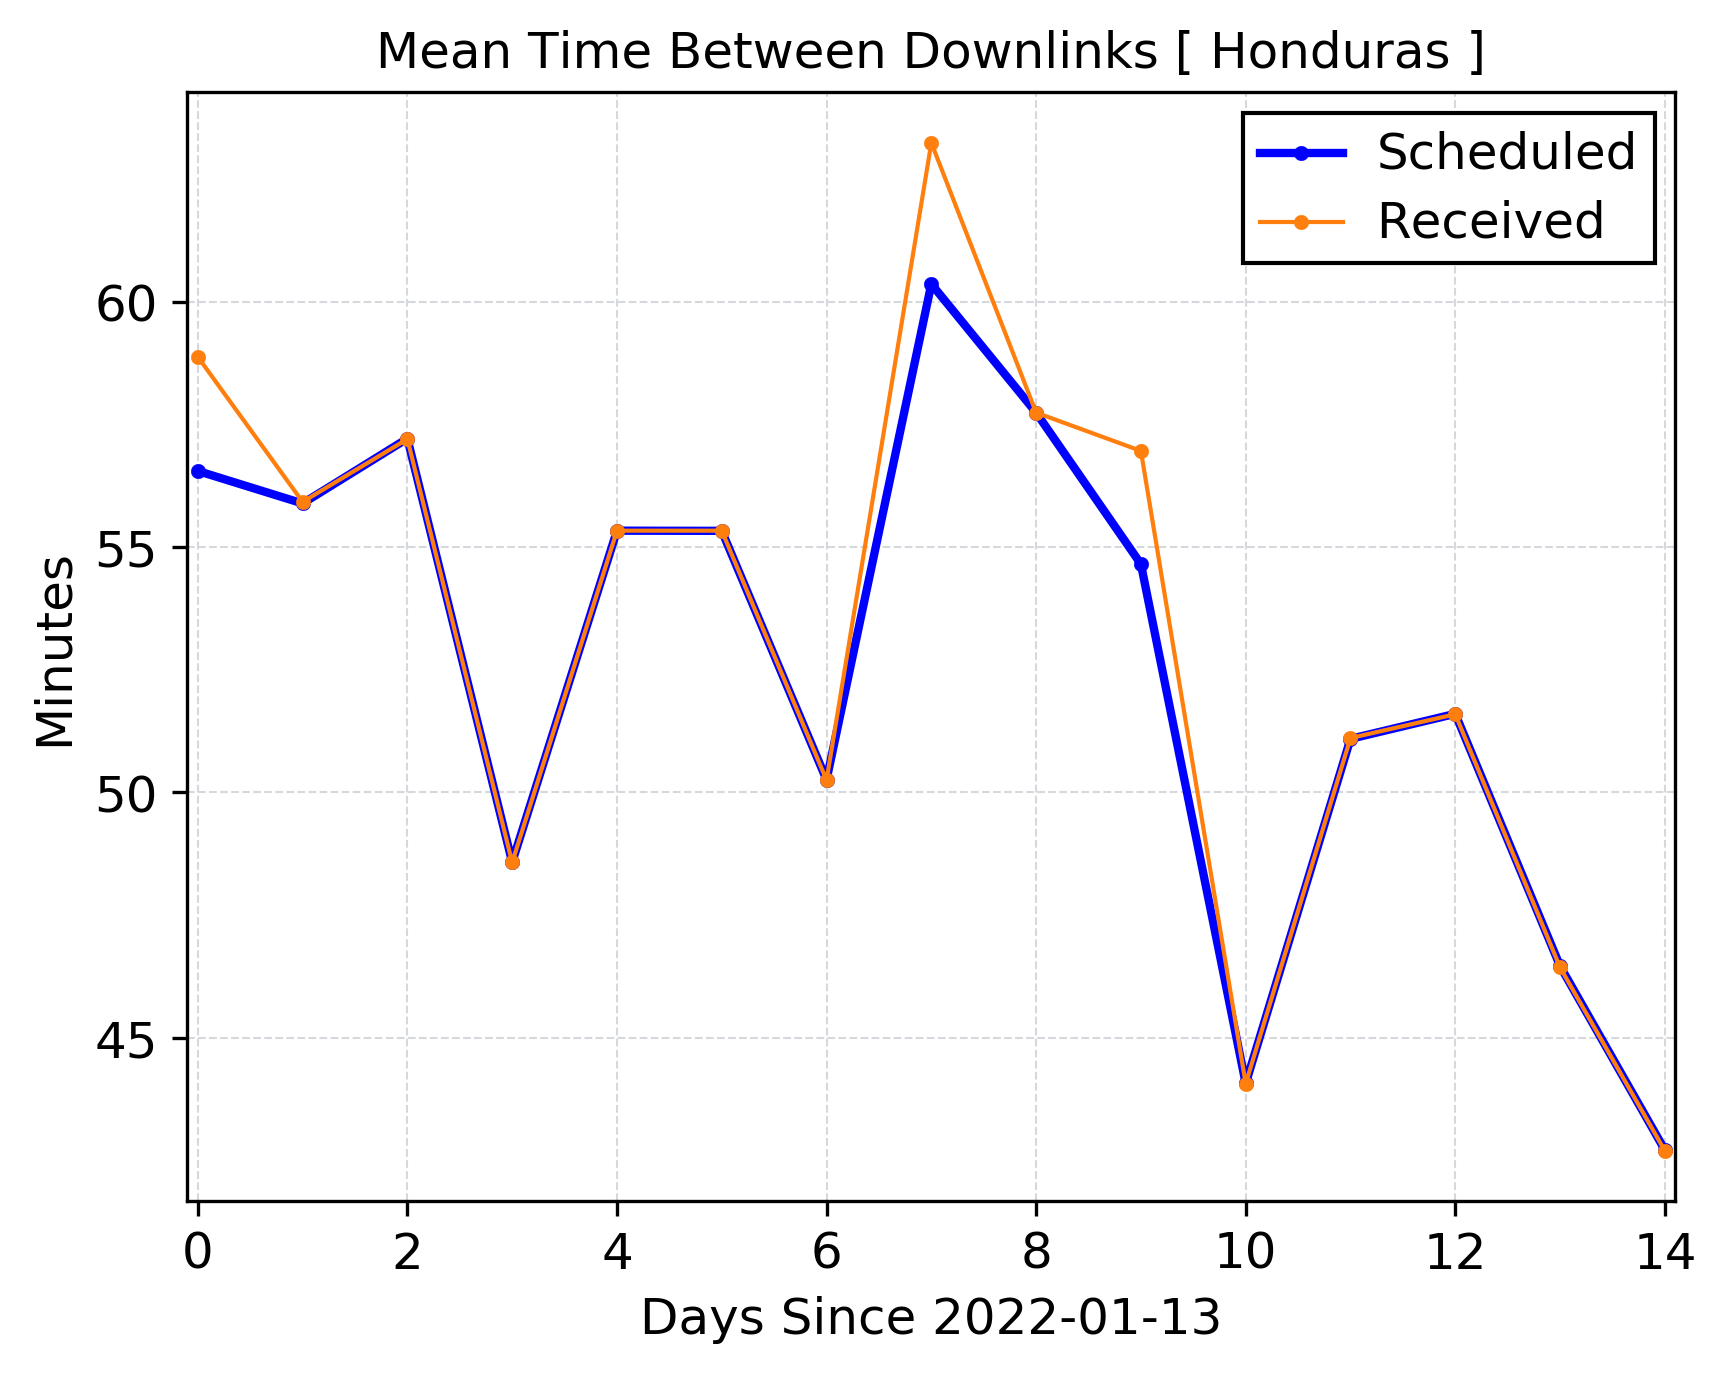 Mean Time Between Downlinks [ Honduras ]
Scheduled
Received
60
55
50
45
Minutes
0 2 4 6 8 10 12 14
Days Since 2022-01-13